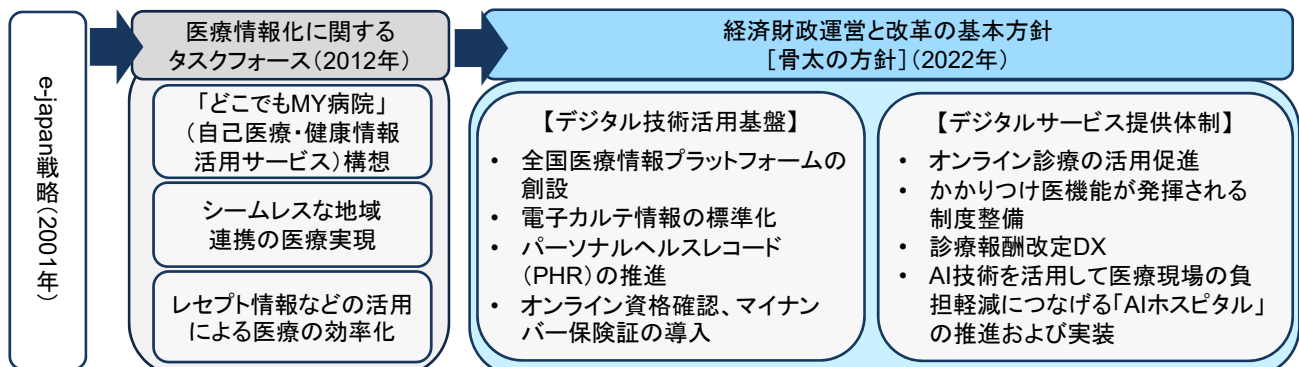 e-japan戦略(2001年)
医療情報化に関する
タスクフォース(2012年)
「どこでもMY病院」
(自己医療・健康情報
活用サービス)構想
シームレスな地域
連携の医療実現
レセプト情報などの活用
による医療の効率化
経済財政運営と改革の基本方針
[骨太の方針](2022年)
【デジタル技術活用基盤】
• 全国医療情報プラットフォームの
創設
• 電子カルテ情報の標準化
• パーソナルヘルスレコード
(PHR)の推進
• オンライン資格確認、マイナン
バー保険証の導入
【デジタルサービス提供体制】
• オンライン診療の活用促進
• かかりつけ医機能が発揮される
制度整備
• 診療報酬改定DX
• AI技術を活用して医療現場の負
担軽減につなげる「AIホスピタル」
の推進および実装